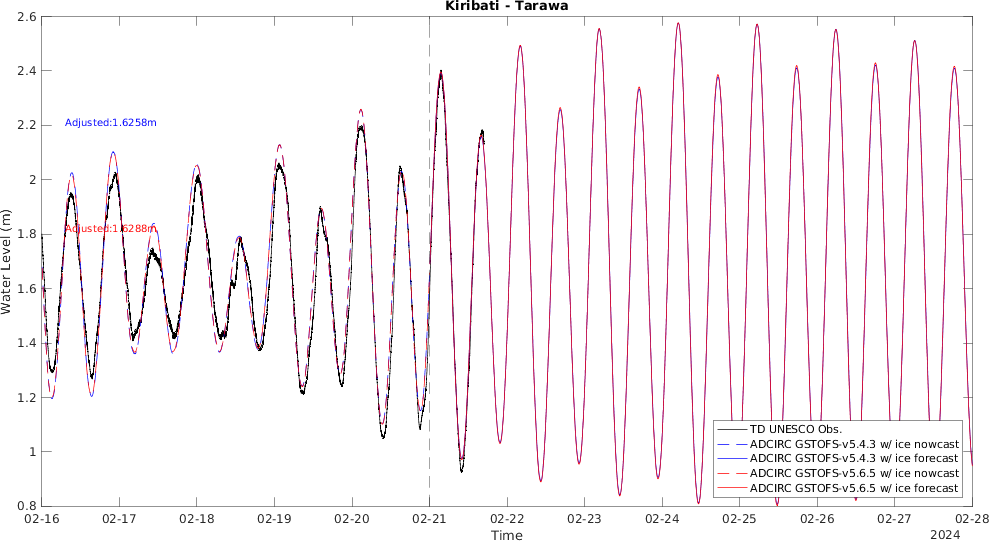 Kiribati - Tarawa
2.6
2.4
2.2
2
1.8
1.6
1.4
1.2
1
0.8
Water Level (m)
Adjusted:1.6258m
Adjusted:1.6288m
TD UNESCO Obs.
ADCIRC GSTOFS-v5.4.3 w/ ice nowcast
ADCIRC GSTOFS-v5.4.3 w/ ice forecast
ADCIRC GSTOFS-v5.6.5 w/ ice nowcast
ADCIRC GSTOFS-v5.6.5 w/ ice forecast
02-16 02-17 02-18 02-19 02-20 02-21 02-22 02-23 02-24 02-25 02-26 02-27 02-28
Time
2024